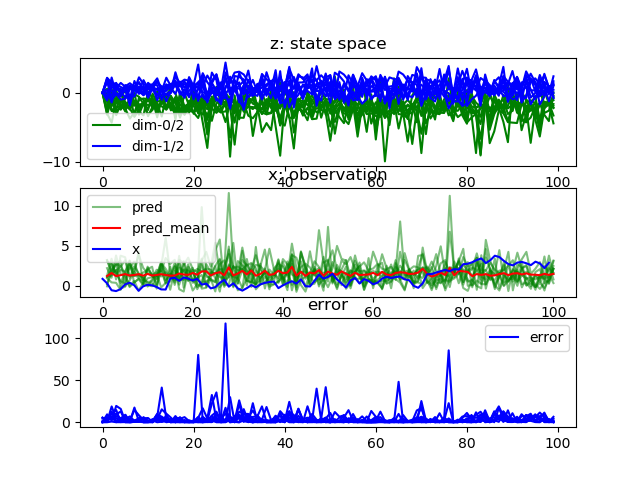 z: state space
0
−10
dim-0/2
dim-1/2
0 20 40 60 80 100
x: observation
10
5
0
pred
pred_mean
x
0 20 40 60 80 100
error
100
50
0
error
0 20 40 60 80 100